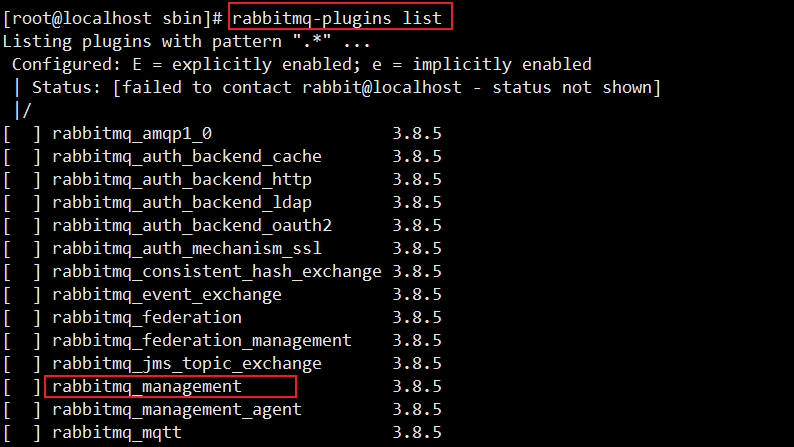 [root@localhost sbin]# rabbitmq-plugins list
Listing plugins with pattern ".*" ...
 Configured: E = explicitly enabled; e = implicitly enabled
 | Status: [failed to contact rabbit@localhost - status not shown]
 |/
[  ] rabbitmq_amqp1_0                  3.8.5
[  ] rabbitmq_auth_backend_cache       3.8.5
[  ] rabbitmq_auth_backend_http        3.8.5
[  ] rabbitmq_auth_backend_ldap        3.8.5
[  ] rabbitmq_auth_backend_oauth2      3.8.5
[  ] rabbitmq_auth_mechanism_ssl       3.8.5
[  ] rabbitmq_consistent_hash_exchange 3.8.5
[  ] rabbitmq_event_exchange           3.8.5
[  ] rabbitmq_federation               3.8.5
[  ] rabbitmq_federation_management    3.8.5
[  ] rabbitmq_jms_topic_exchange       3.8.5
[  ] rabbitmq_management               3.8.5
[  ] rabbitmq_management_agent         3.8.5
[  ] rabbitmq_mqtt                     3.8.5